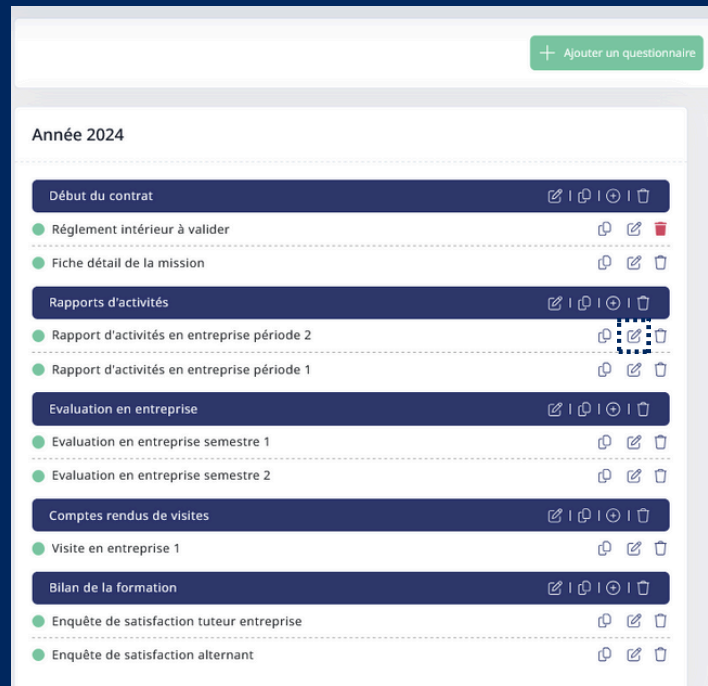 Ajouter un questionnaire
Année 2024
Début du contrat
Réglement intérieur à valider
Fiche détail de la mission
Rapports d'activités
Rapport d'activités en entreprise période 2
Rapport d'activités en entreprise période 1
Evaluation en entreprise
Evaluation en entreprise semestre 1
Evaluation en entreprise semestre 2
Comptes rendus de visites
Visite en entreprise 1
Bilan de la formation
Enquête de satisfaction tuteur entreprise
Enquête de satisfaction alternant